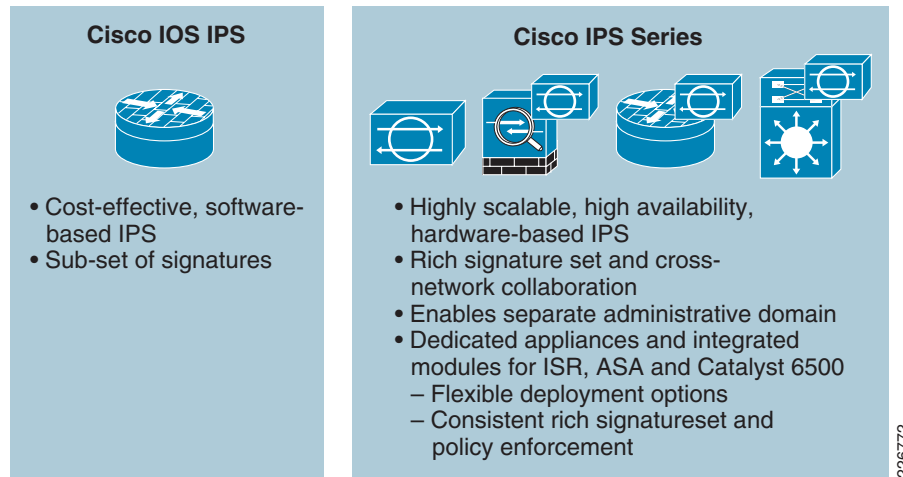 Cisco IOS IPS
• Cost-effective, software-
based IPS
• Sub-set of signatures
Cisco IPS Series
• Highly scalable, high availability,
hardware-based IPS
• Rich signature set and cross-
network collaboration
• Enables separate administrative domain
• Dedicated appliances and integrated
modules for ISR, ASA and Catalyst 6500
– Flexible deployment options
– Consistent rich signatureset and
policy enforcement